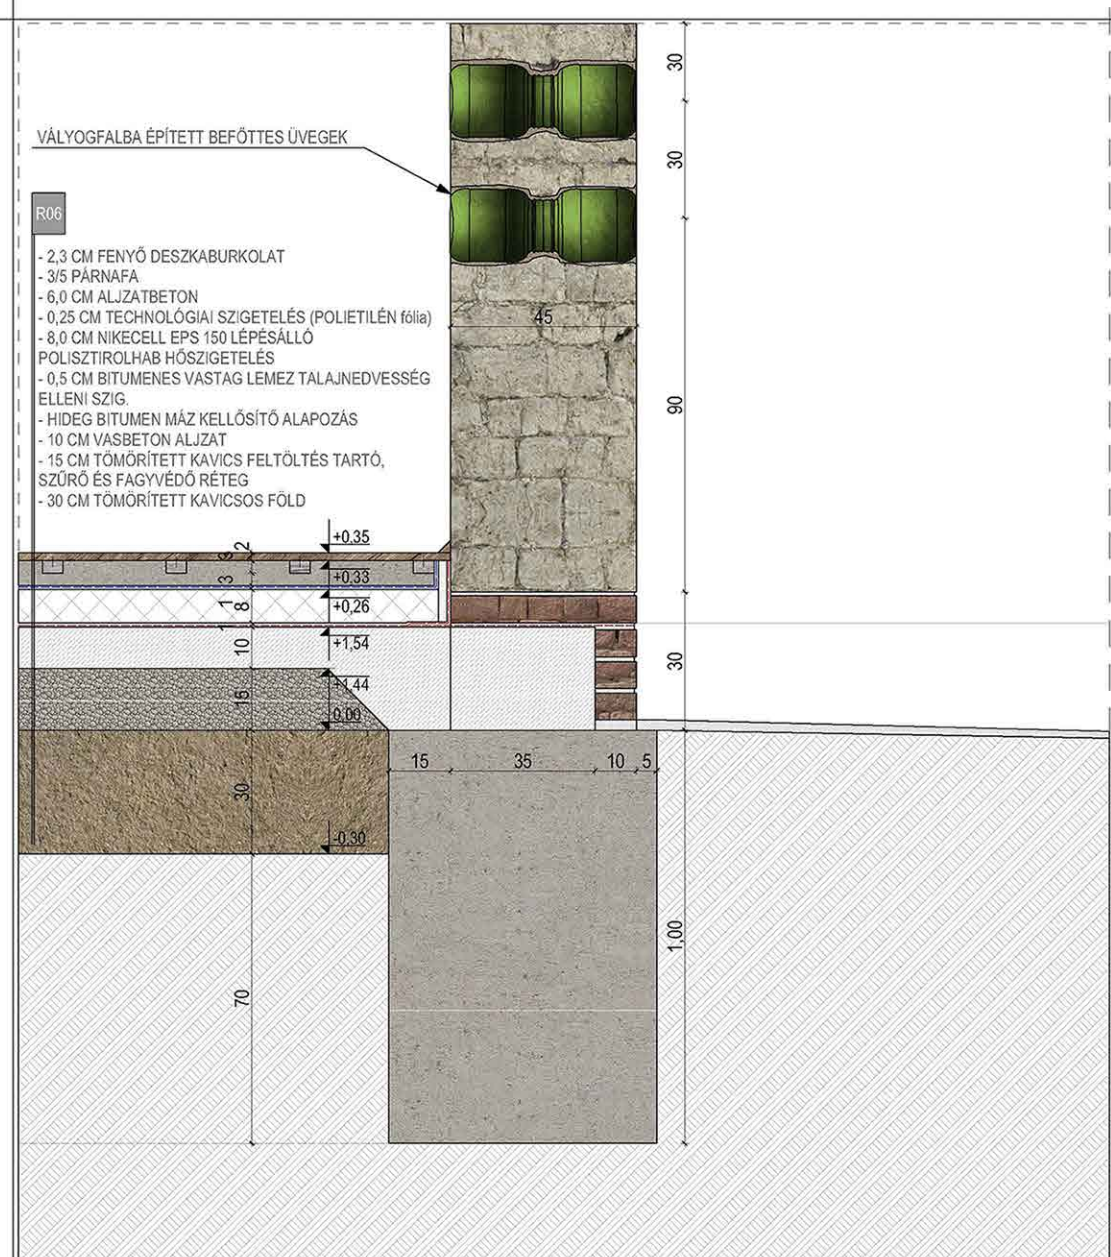 VÁLYOGFALBA ÉPÍTETT BEFŐTTES ÜVEGEK
R06
- 2,3 CM FENYŐ DESZKABURKOLAT
- 3/5 PÁRNAFA
- 6,0 CM ALJZATBETON
- 0,25 CM TECHNOLÓGIAI SZIGETELÉS (POLIETILÉN fólia)
- 8,0 CM NIKECELL EPS 150 LÉPÉSÁLLÓ
POLISZTIROLHAB HŐSZIGETELÉS
- 0,5 CM BITUMENES VASTAG LEMEZ TALAJNEDVESSÉG
ELLENI SZIG.
- HIDEG BITUMEN MÁZ KELLŐSÍTŐ ALAPOZÁS
- 10 CM VASBETON ALJZAT
- 15 CM TÖMÖRÍTETT KAVICS FELTÖLTÉS TARTÓ,
SZŰRŐ ÉS FAGYVÉDŐ RÉTEG
- 30 CM TÖMÖRÍTETT KAVICSOS FÖLD
30
30
45
90
30
1,00
+0,35
+0,33
+0,26
+1,54
+1,44
0,00
-0,30
2
3
3
1
8
1
10
15
30
70
15
35
10
5